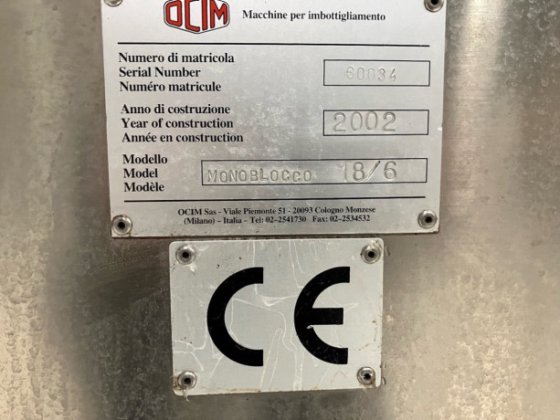 OCIM Macchine per imbottigliamento
Numero di matricola
Serial Number 60034
Numéro matricule
Anno di costruzione
Year of construction 2002
Année en construction
Modello
Model MONOBLOCCO 18/6
Modèle
OCIM Sas - Viale Piemonte 51 - 20093 Cologno Monzese
(Milano) – Italia - Tel: 02–2541730 Fax: 02–2534532
CE